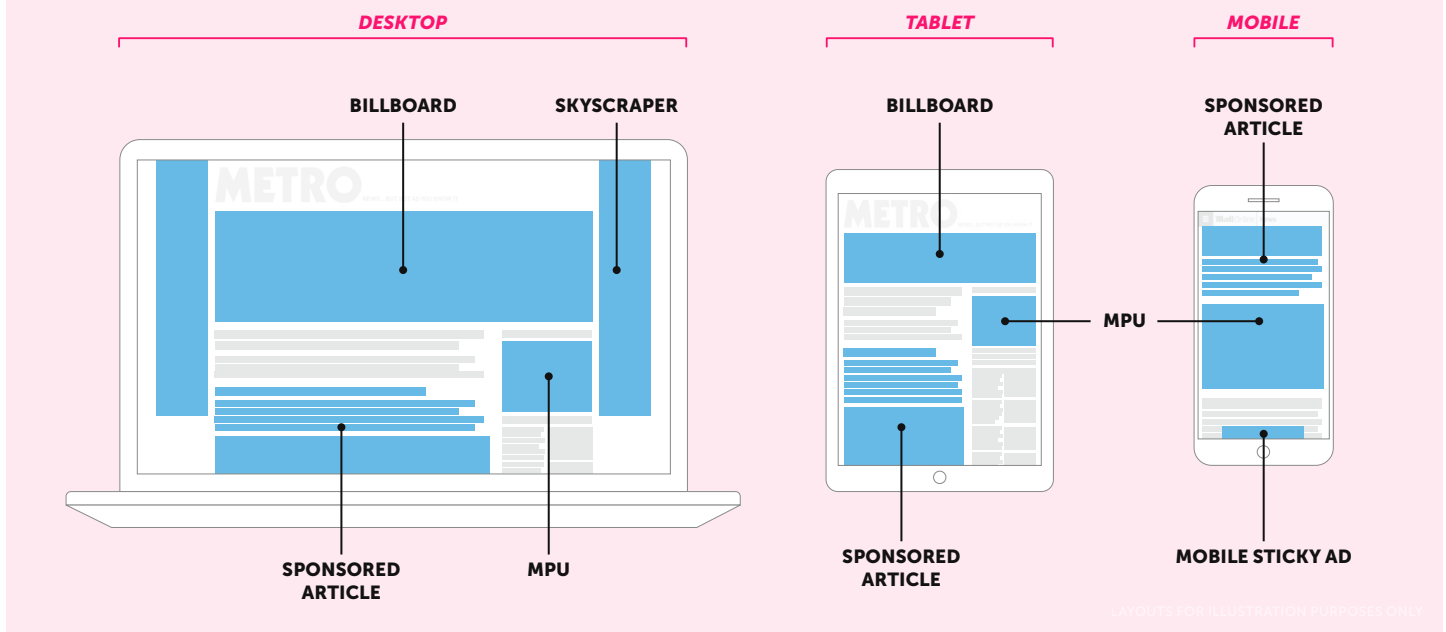 DESKTOP
TABLET
MOBILE
BILLBOARD
SKYSCRAPER
BILLBOARD
SPONSORED
ARTICLE
METRO
METRO
MPU
SPONSORED
ARTICLE
MPU
SPONSORED
ARTICLE
MOBILE STICKY AD
LAYOUTS FOR ILLUSTRATION PURPOSES ONLY